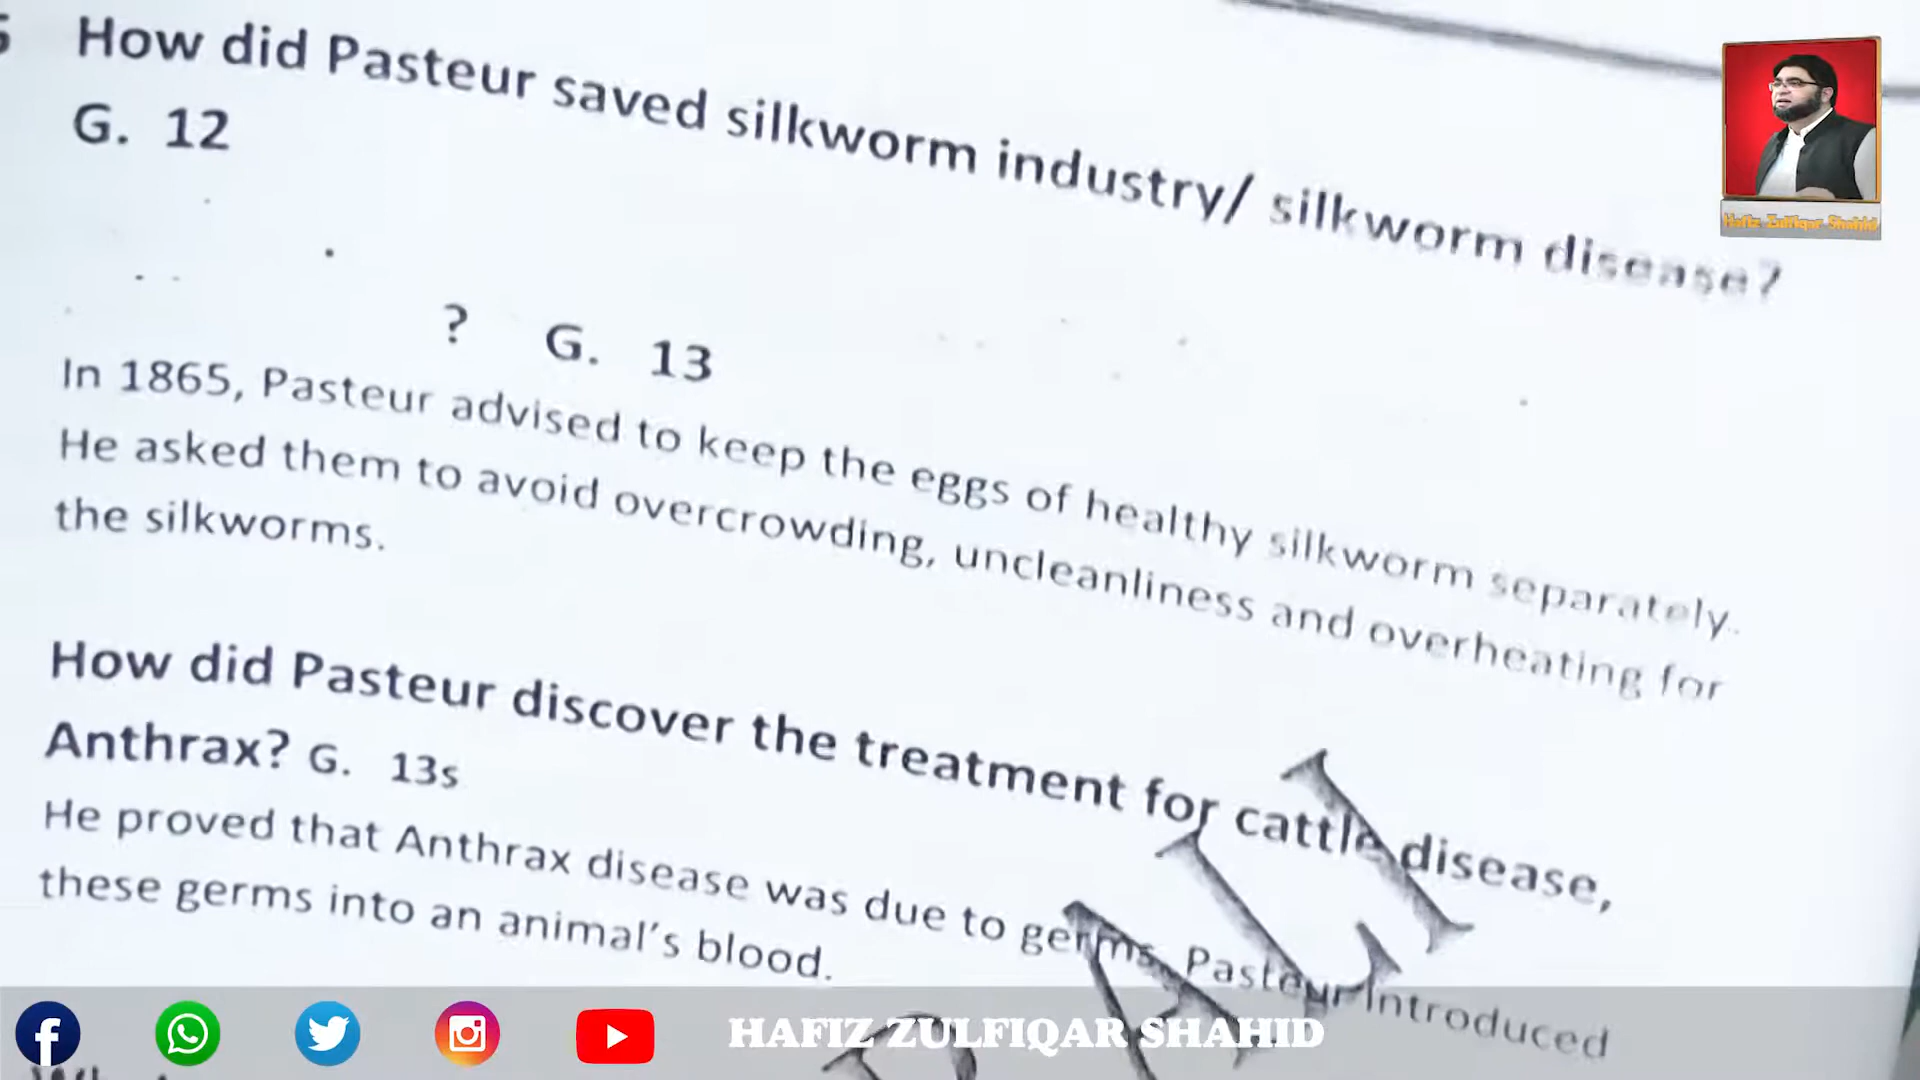 How did Pasteur saved silkworm industry/ silkworm disease?
G. 12
Hafiz Zulfiqar Shahid
? G. 13
In 1865, Pasteur advised to keep the eggs of healthy silkworm separately.
He asked them to avoid overcrowding, uncleanliness and overheating for
the silkworms.
How did Pasteur discover the treatment for cattle disease,
Anthrax? G. 13s
He proved that Anthrax disease was due to germs. Pasteur introduced
these germs into an animal's blood.
HAFIZ ZULFIQAR SHAHID